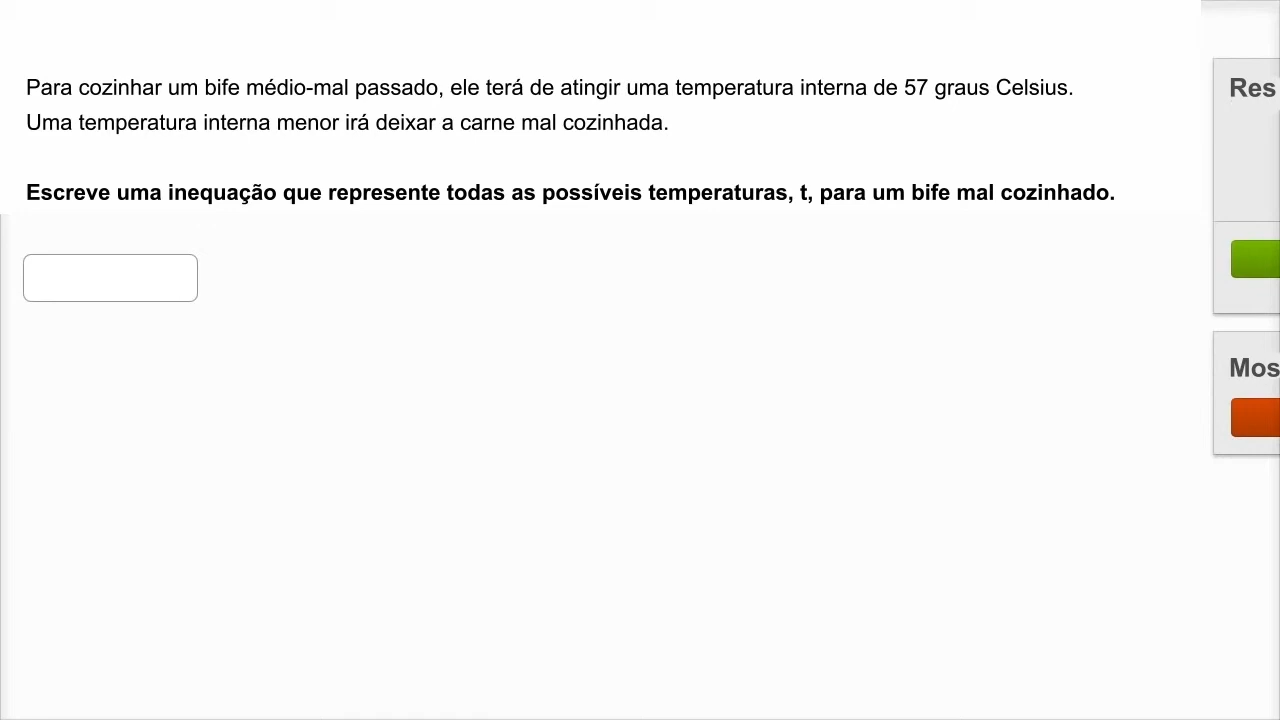 Para cozinhar um bife médio-mal passado, ele terá de atingir uma temperatura interna de 57 graus Celsius.
Uma temperatura interna menor irá deixar a carne mal cozinhada.
Escreve uma inequação que represente todas as possíveis temperaturas, t, para um bife mal cozinhado.
Res
Mos